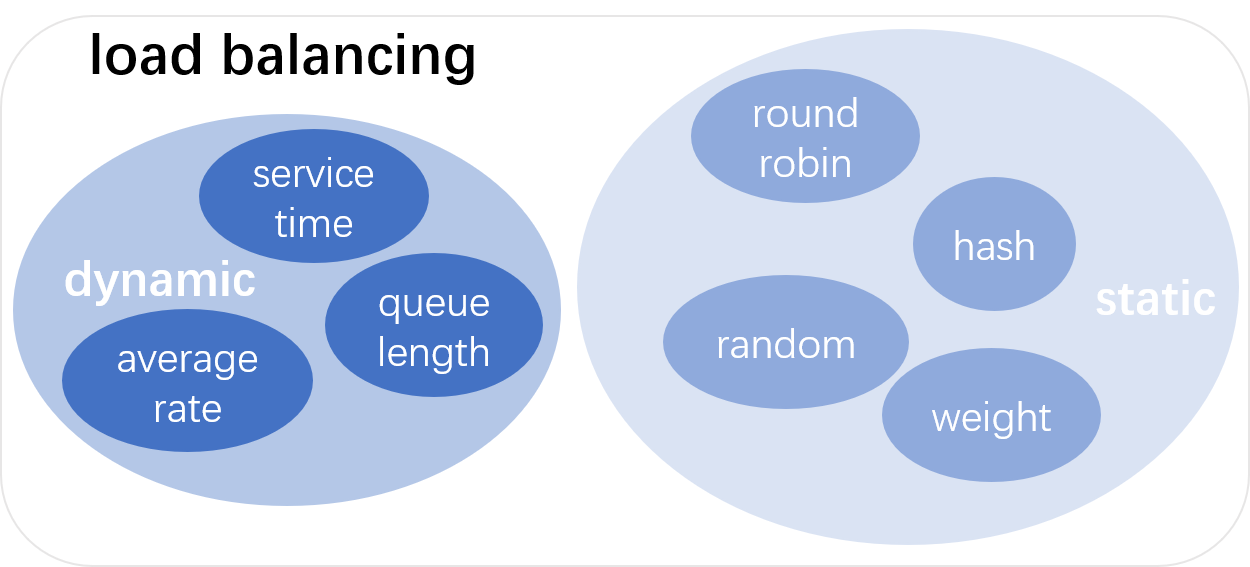 load balancing
service
time
dynamic
queue
length
average
rate
round
robin
hash
static
random
weight